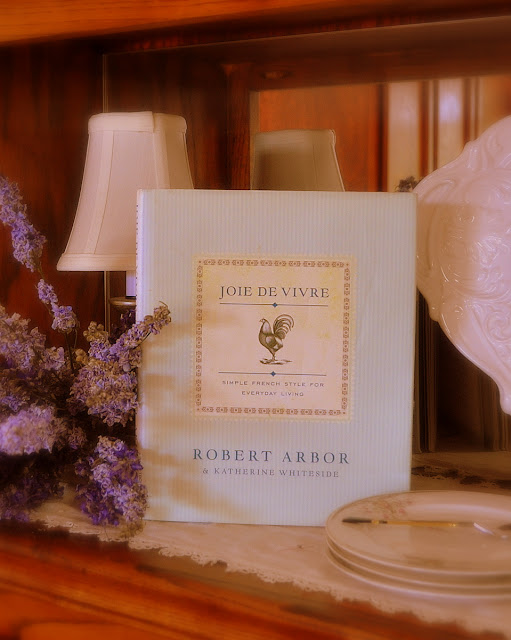 JOIE DE VIVRE
SIMPLE FRENCH STYLE FOR
EVERYDAY LIVING
ROBERT ARBOR
& KATHERINE WHITESIDE